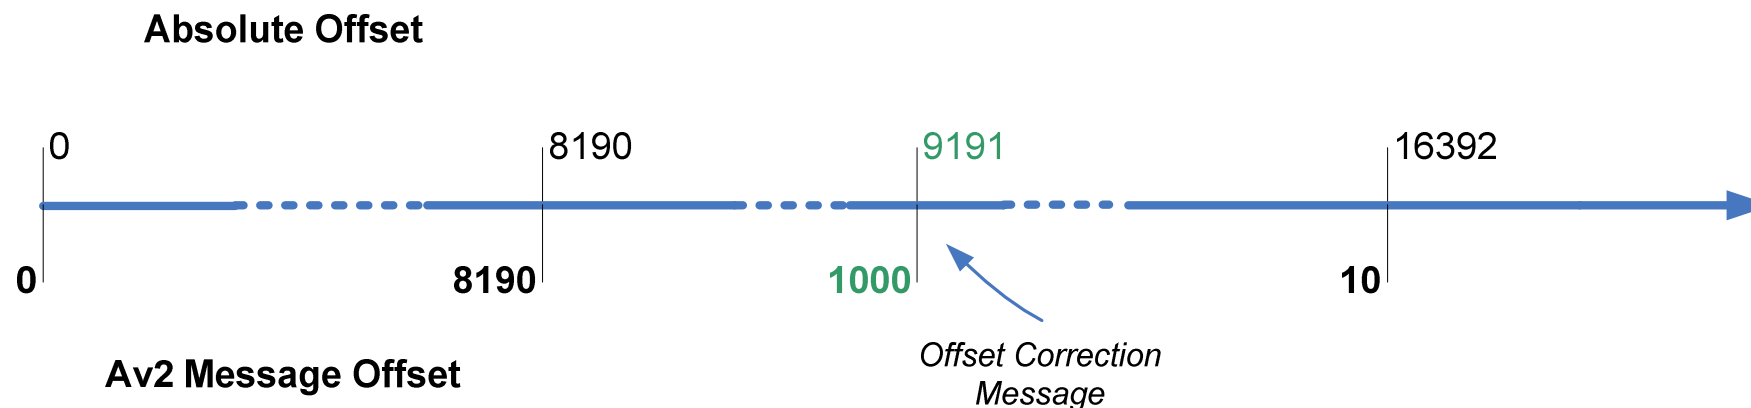 Absolute Offset
0
8190
9191
16392
0
8190
1000
10
Offset Correction
Message
Av2 Message Offset